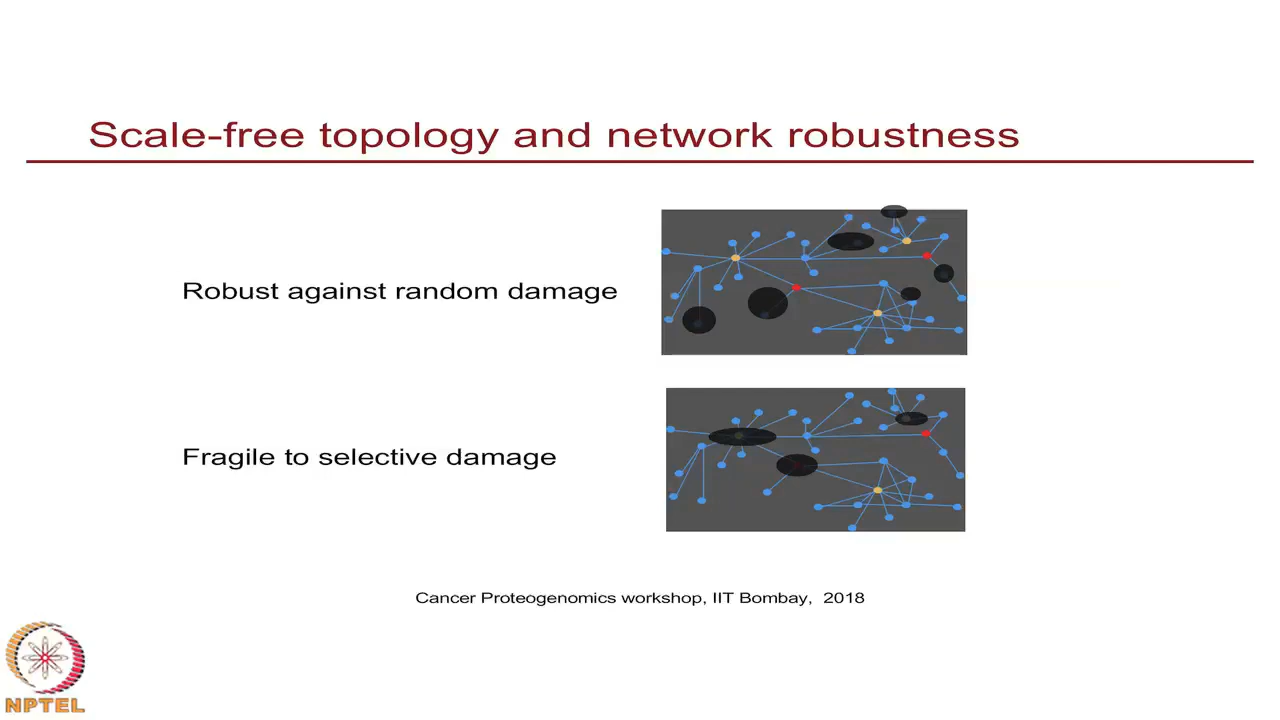 Scale-free topology and network robustness
Robust against random damage
Fragile to selective damage
Cancer Proteogenomics workshop, IIT Bombay, 2018
NPTEL